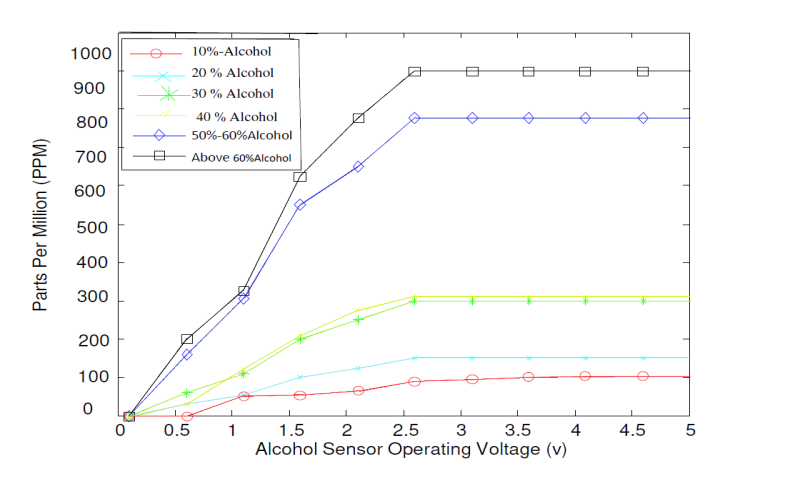 1000
900
800
700
600
500
400
300
200
100
0
10%-Alcohol
20 % Alcohol
30 % Alcohol
40 % Alcohol
50%-60%Alcohol
Above 60%Alcohol
Parts Per Million (PPM)
0 0.5 1 1.5 2 2.5 3 3.5 4 4.5 5
Alcohol Sensor Operating Voltage (v)